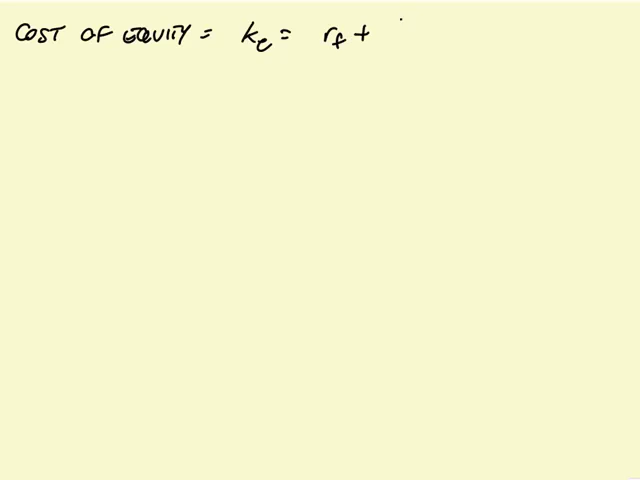 COST OF EQUITY = ke = rf +